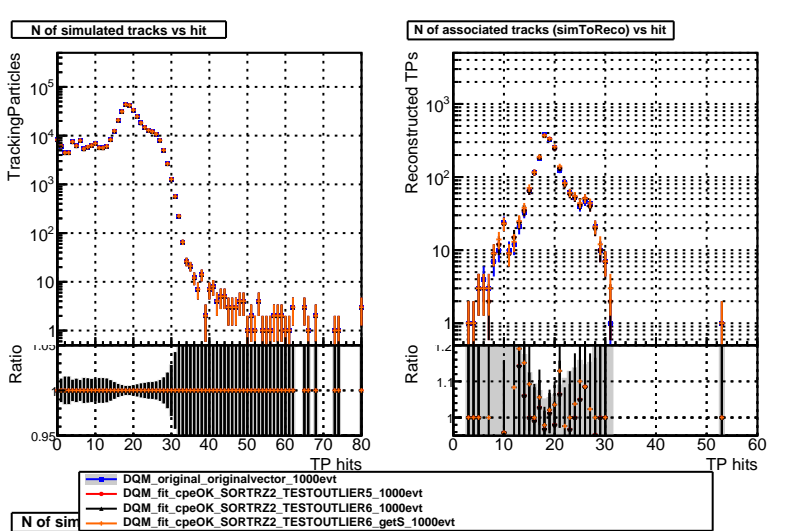 N of simulated tracks vs hit
TrackingParticles
10^5
10^4
10^3
10^2
10
1
Ratio
1.05
1
0.95
0 10 20 30 40 50 60 70 80
TP hits
N of associated tracks (simToReco) vs hit
Reconstructed TPs
10^3
10^2
10
1
Ratio
1.2
1.1
1
0 10 20 30 40 50 60
TP hits
DQM_original_originalvector_1000evt
DQM_fit_cpeOK_SORTRZ2_TESTOUTLIER5_1000evt
DQM_fit_cpeOK_SORTRZ2_TESTOUTLIER6_1000evt
DQM_fit_cpeOK_SORTRZ2_TESTOUTLIER6_getS_1000evt
N of sim